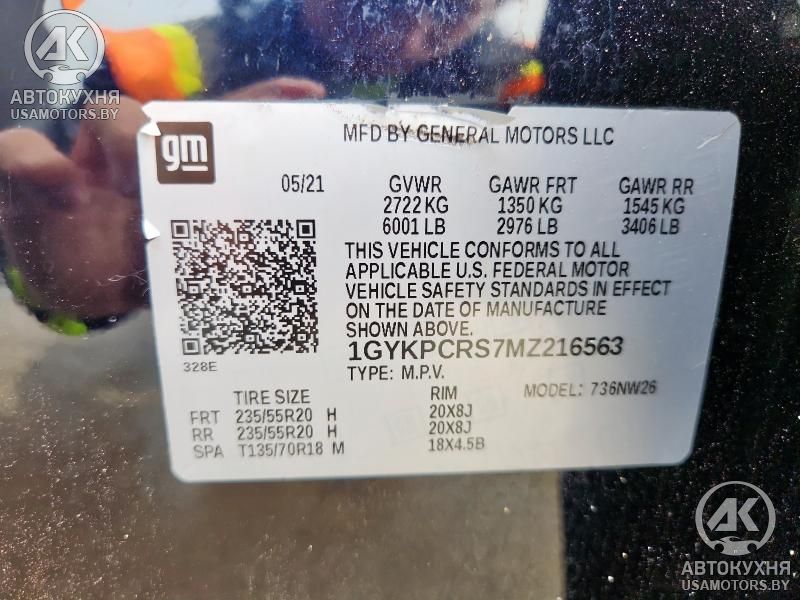 АК
АВТОКУХНЯ
USAMOTORS.BY
gm
MFD BY GENERAL MOTORS LLC
05/21 GVWR GAWR FRT GAWR RR
2722 KG 1350 KG 1545 KG
6001 LB 2976 LB 3406 LB
THIS VEHICLE CONFORMS TO ALL
APPLICABLE U.S. FEDERAL MOTOR
VEHICLE SAFETY STANDARDS IN EFFECT
ON THE DATE OF MANUFACTURE
SHOWN ABOVE.
1GYKPCRS7MZ216563
328E
TYPE: M.P.V. MODEL: 736NW26
TIRE SIZE RIM
FRT 235/55R20 H 20X8J
RR 235/55R20 H 20X8J
SPA T135/70R18 M 18X4.5B
АК
АВТОКУХНЯ
USAMOTORS.BY